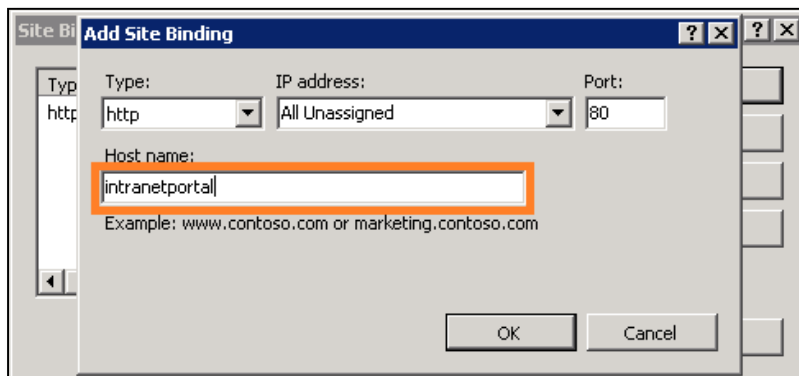 Site Bi
Add Site Binding
Typ
http
Type:
IP address:
Port:
http
All Unassigned
80
Host name:
intranetportal
Example: www.contoso.com or marketing.contoso.com
OK
Cancel